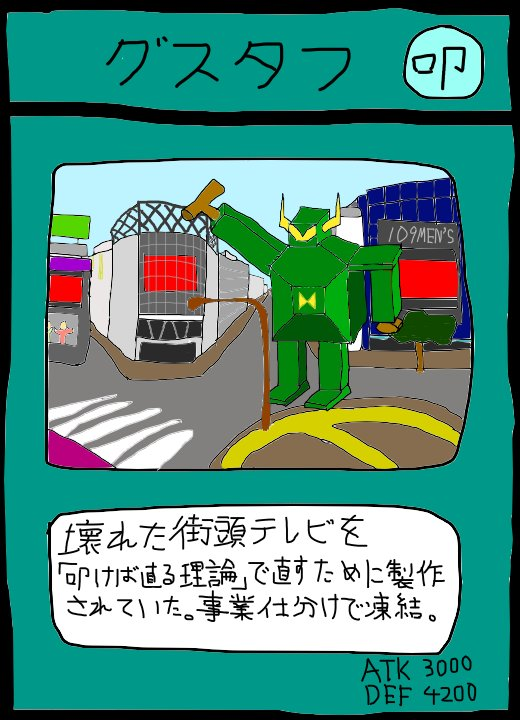 グスタフ
叩
109MEN'S
壊れた街頭テレビを
「叩けば直る理論」で直すために製作
されていた。事業仕分けで凍結。
ATK 3000
DEF 4200